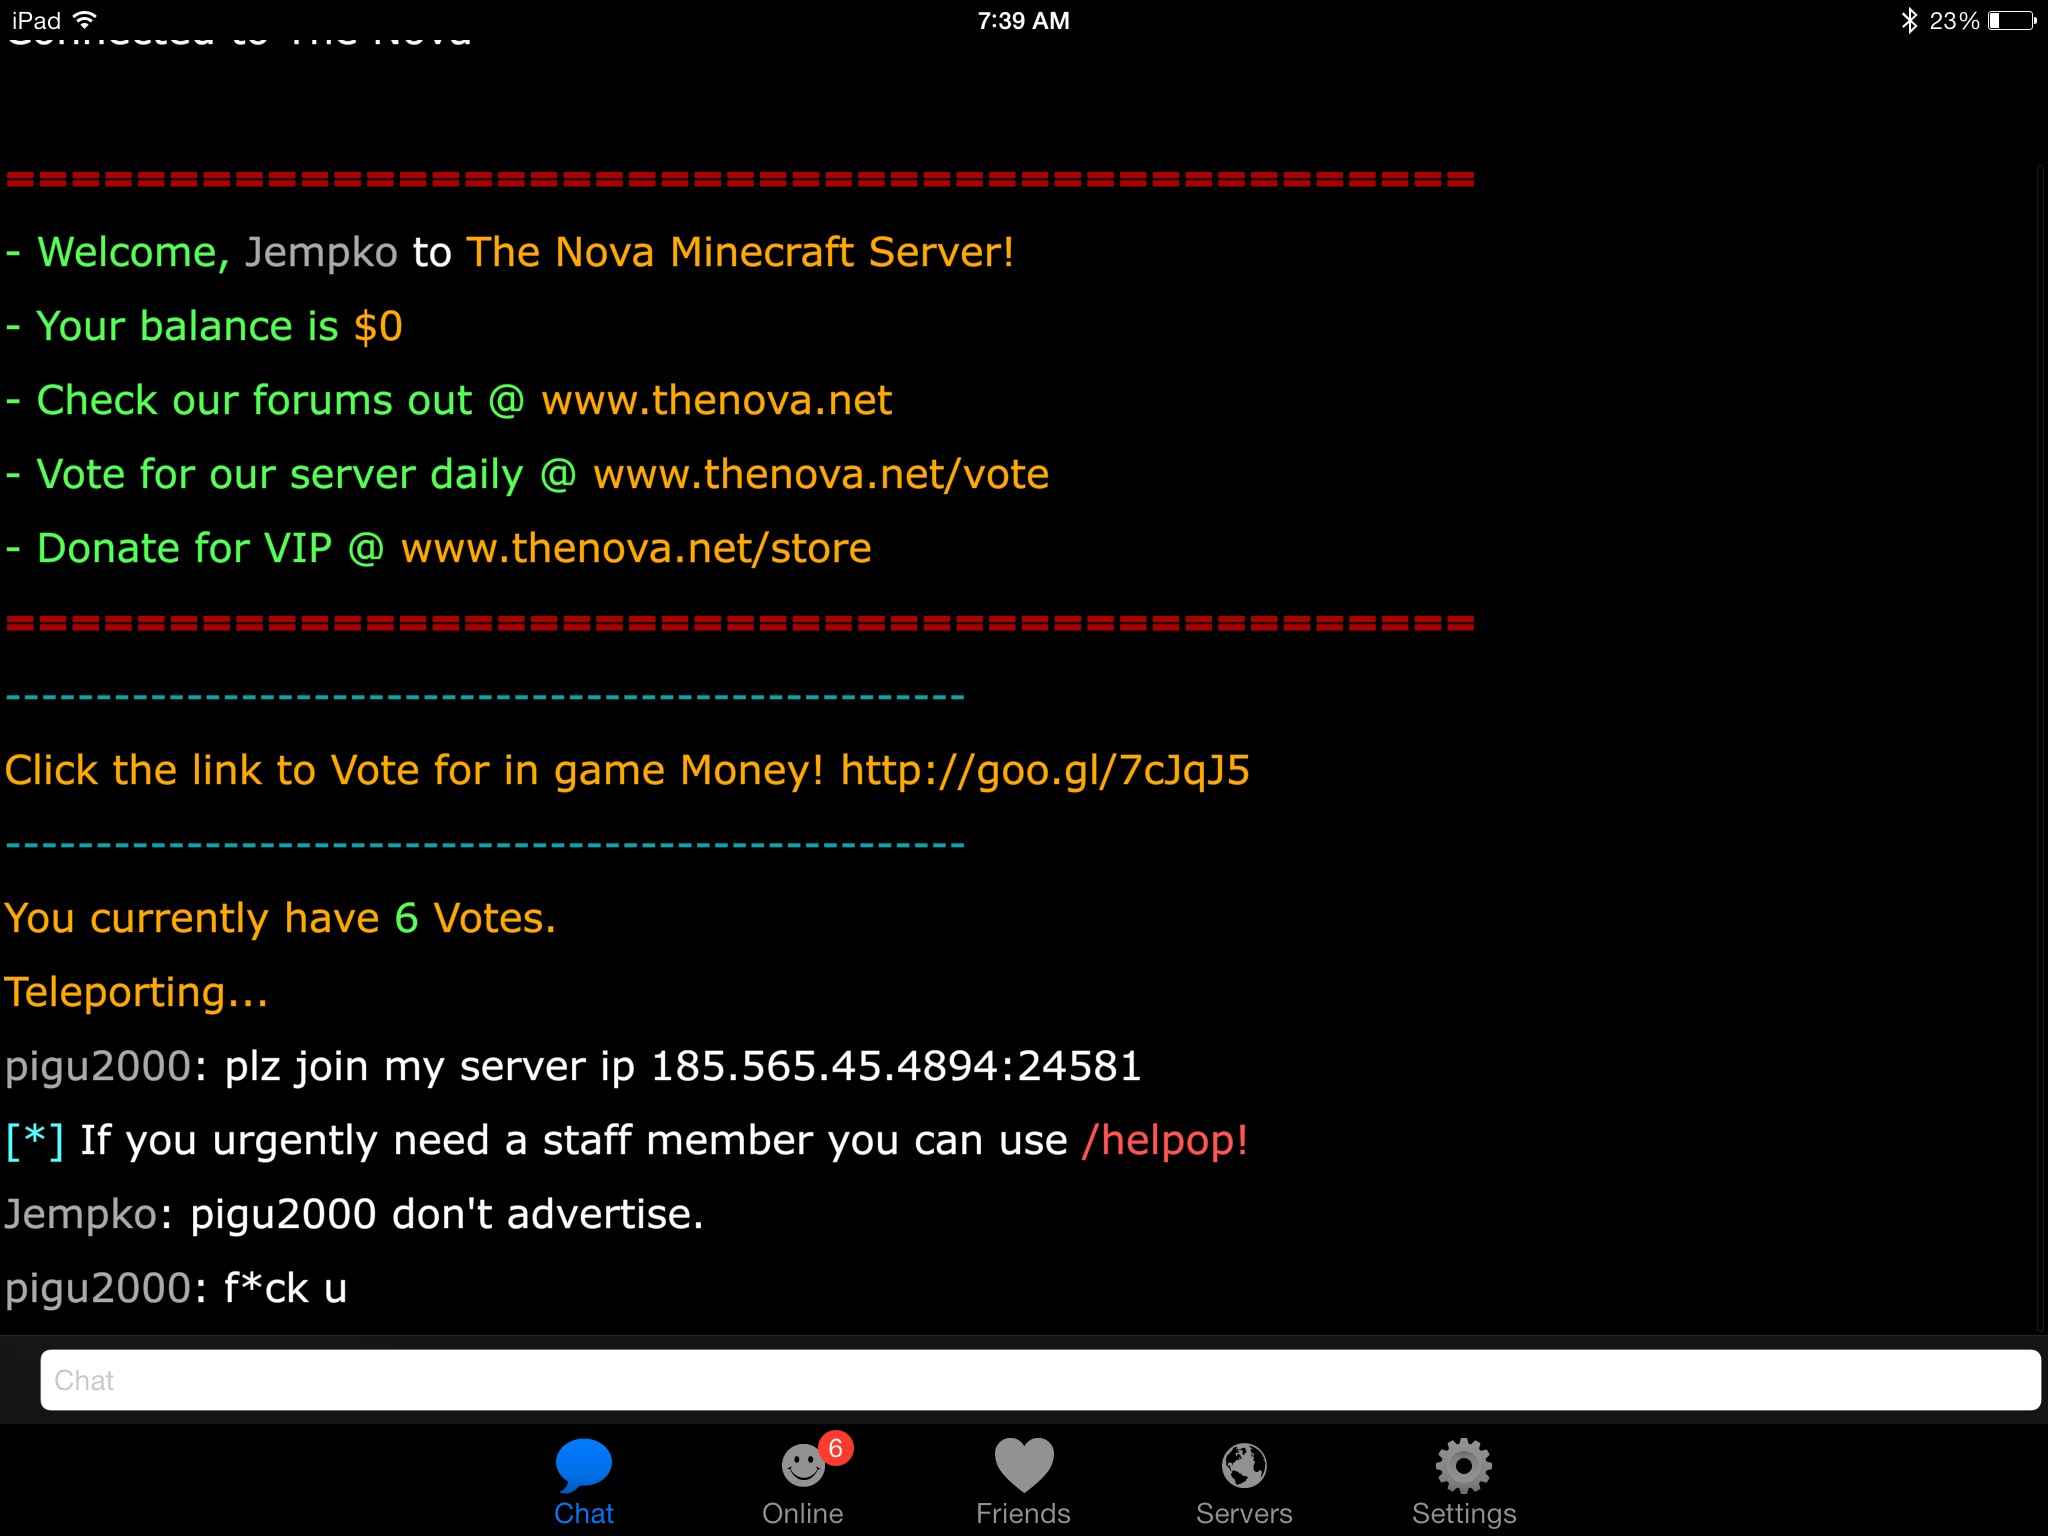 iPad 7:39 AM 23%
Connected to The Nova
=============================================
- Welcome, Jempko to The Nova Minecraft Server!
- Your balance is $0
- Check our forums out @ www.thenova.net
- Vote for our server daily @ www.thenova.net/vote
- Donate for VIP @ www.thenova.net/store
=============================================
-----------------------------------------------------
Click the link to Vote for in game Money! http://goo.gl/7cJqJ5
-----------------------------------------------------
You currently have 6 Votes.
Teleporting...
pigu2000: plz join my server ip 185.565.45.4894:24581
[*] If you urgently need a staff member you can use /helpop!
Jempko: pigu2000 don't advertise.
pigu2000: f*ck u
Chat
6
Chat Online Friends Servers Settings